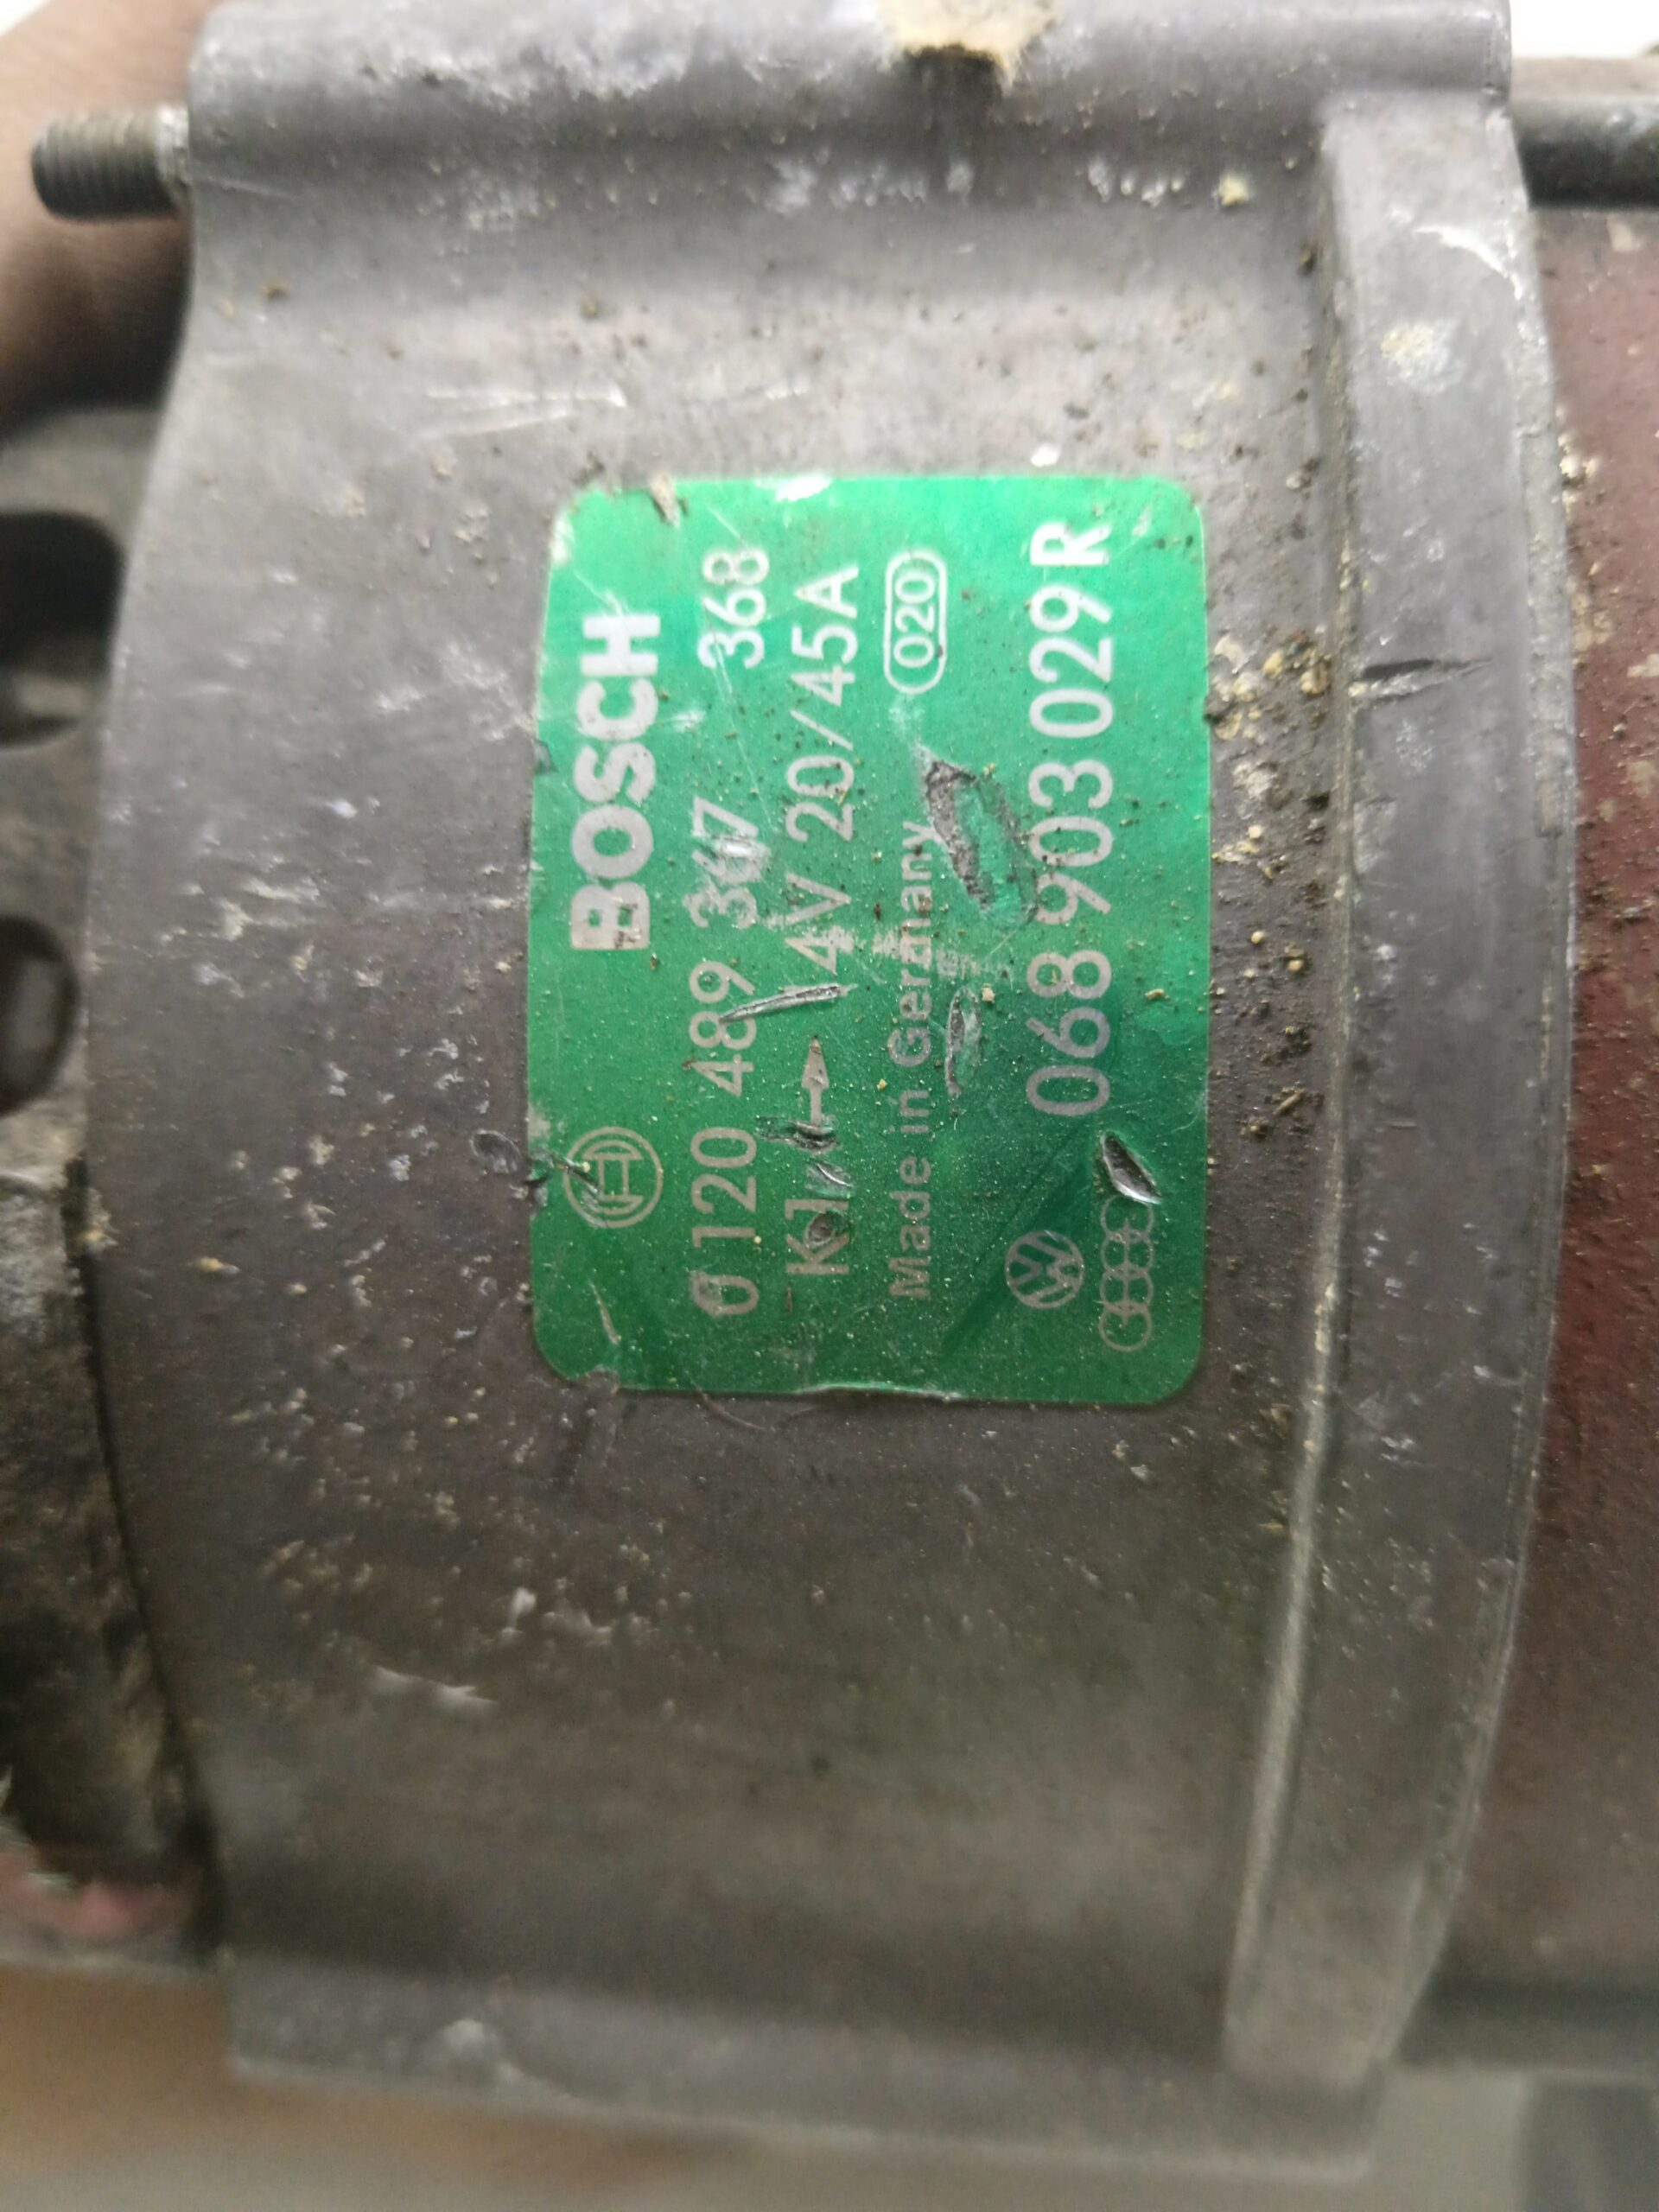 BOSCH
0 120 489 367 368
K1 → 14V 20/45A
Made in Germany 020
068 903 029 R